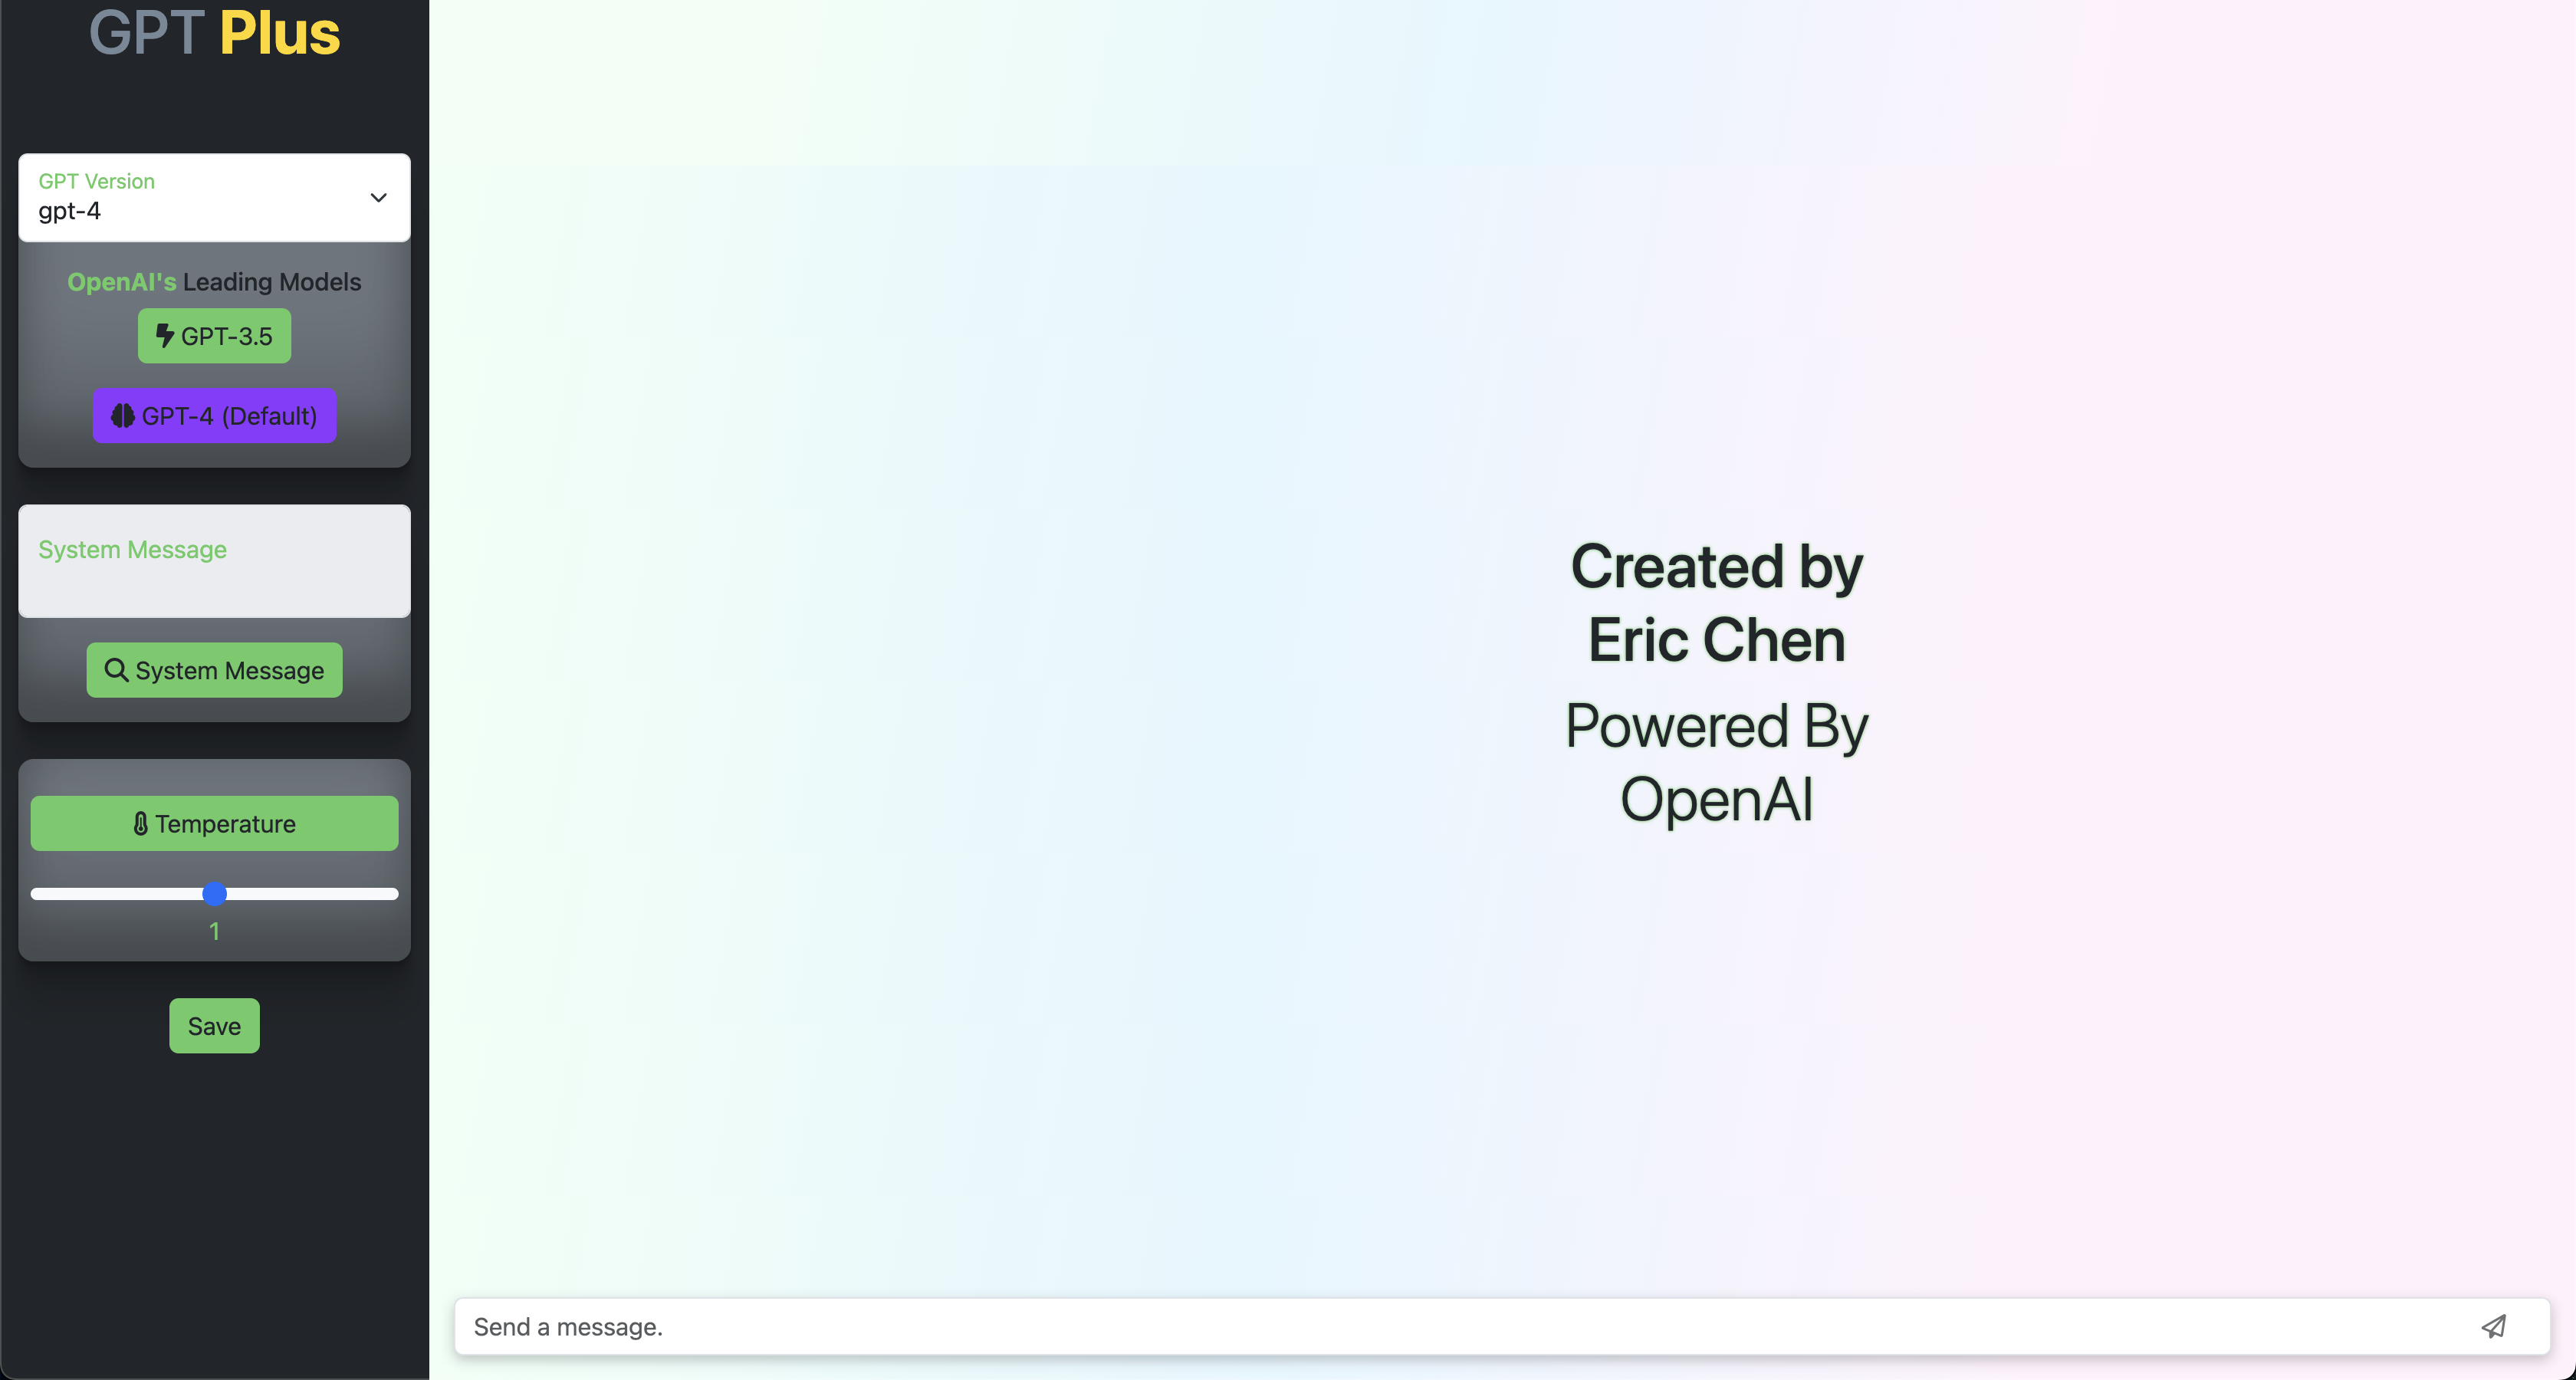 GPT Plus
GPT Version
gpt-4
OpenAI's Leading Models
GPT-3.5
GPT-4 (Default)
System Message
System Message
Temperature
1
Save
Created by
Eric Chen
Powered By
OpenAI
Send a message.